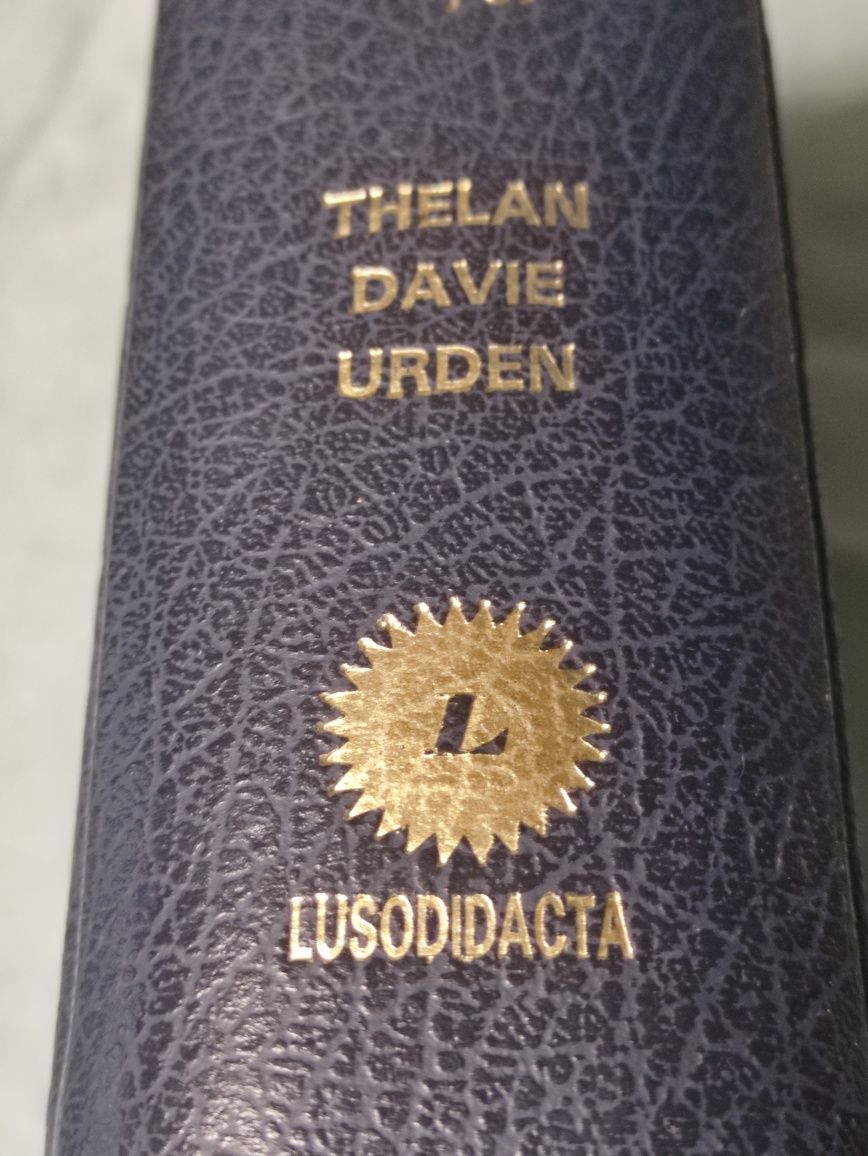 THELAN
DAVIE
URDEN
L
LUSODIDACTA